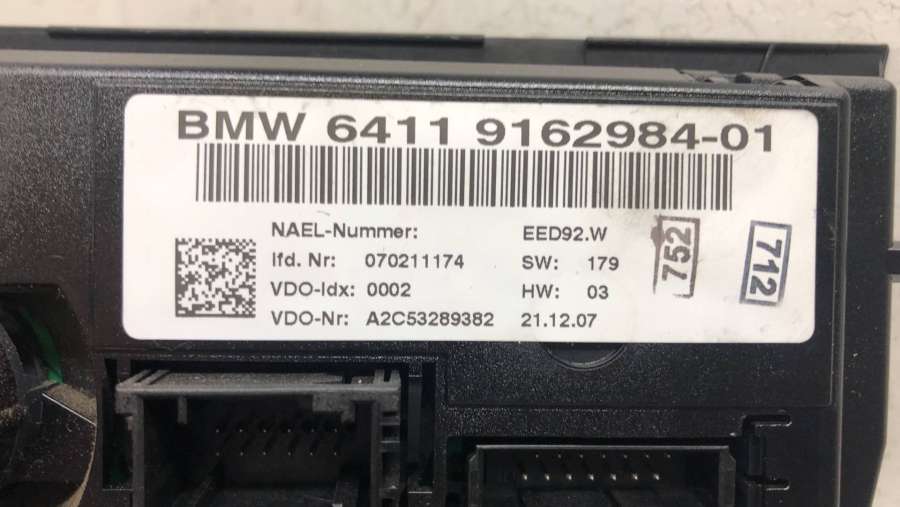 BMW 6411 9162984-01
NAEL-Nummer: EED92.W
lfd. Nr: 070211174 SW: 179
VDO-Idx: 0002 HW: 03
VDO-Nr: A2C53289382 21.12.07
752
712